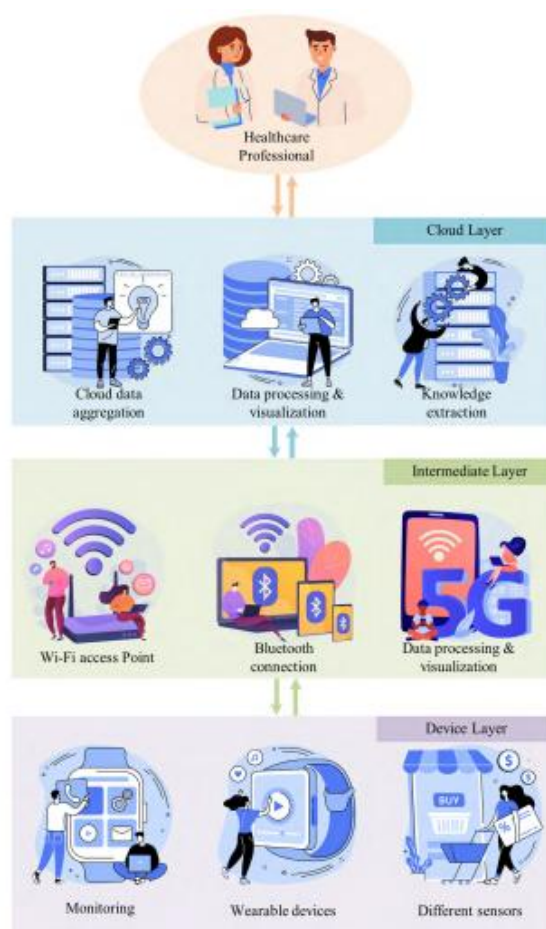 Healthcare
Professional
Cloud Layer
Cloud data
aggregation
Data processing &
visualization
Knowledge
extraction
Intermediate Layer
Wi-Fi access Point
Bluetooth
connection
5G
Data processing &
visualization
Device Layer
BUY
$
$
%
Monitoring
Wearable devices
Different sensors